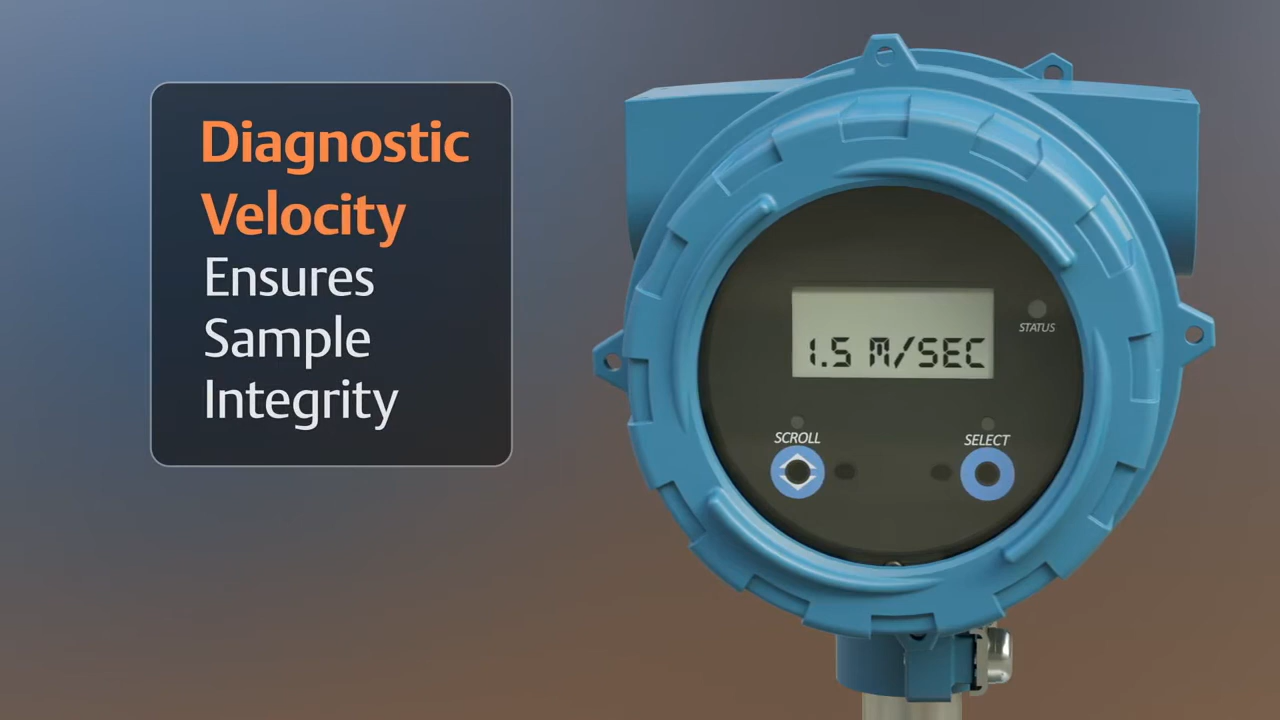 Diagnostic
Velocity
Ensures
Sample
Integrity
1.5 M/SEC
STATUS
SCROLL
SELECT